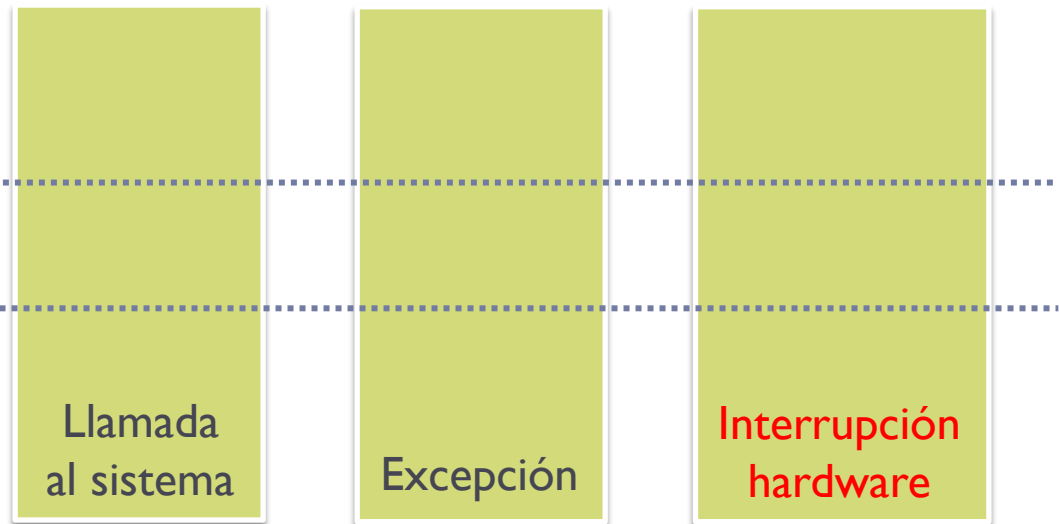 Llamada
al sistema
Excepción
Interrupción
hardware